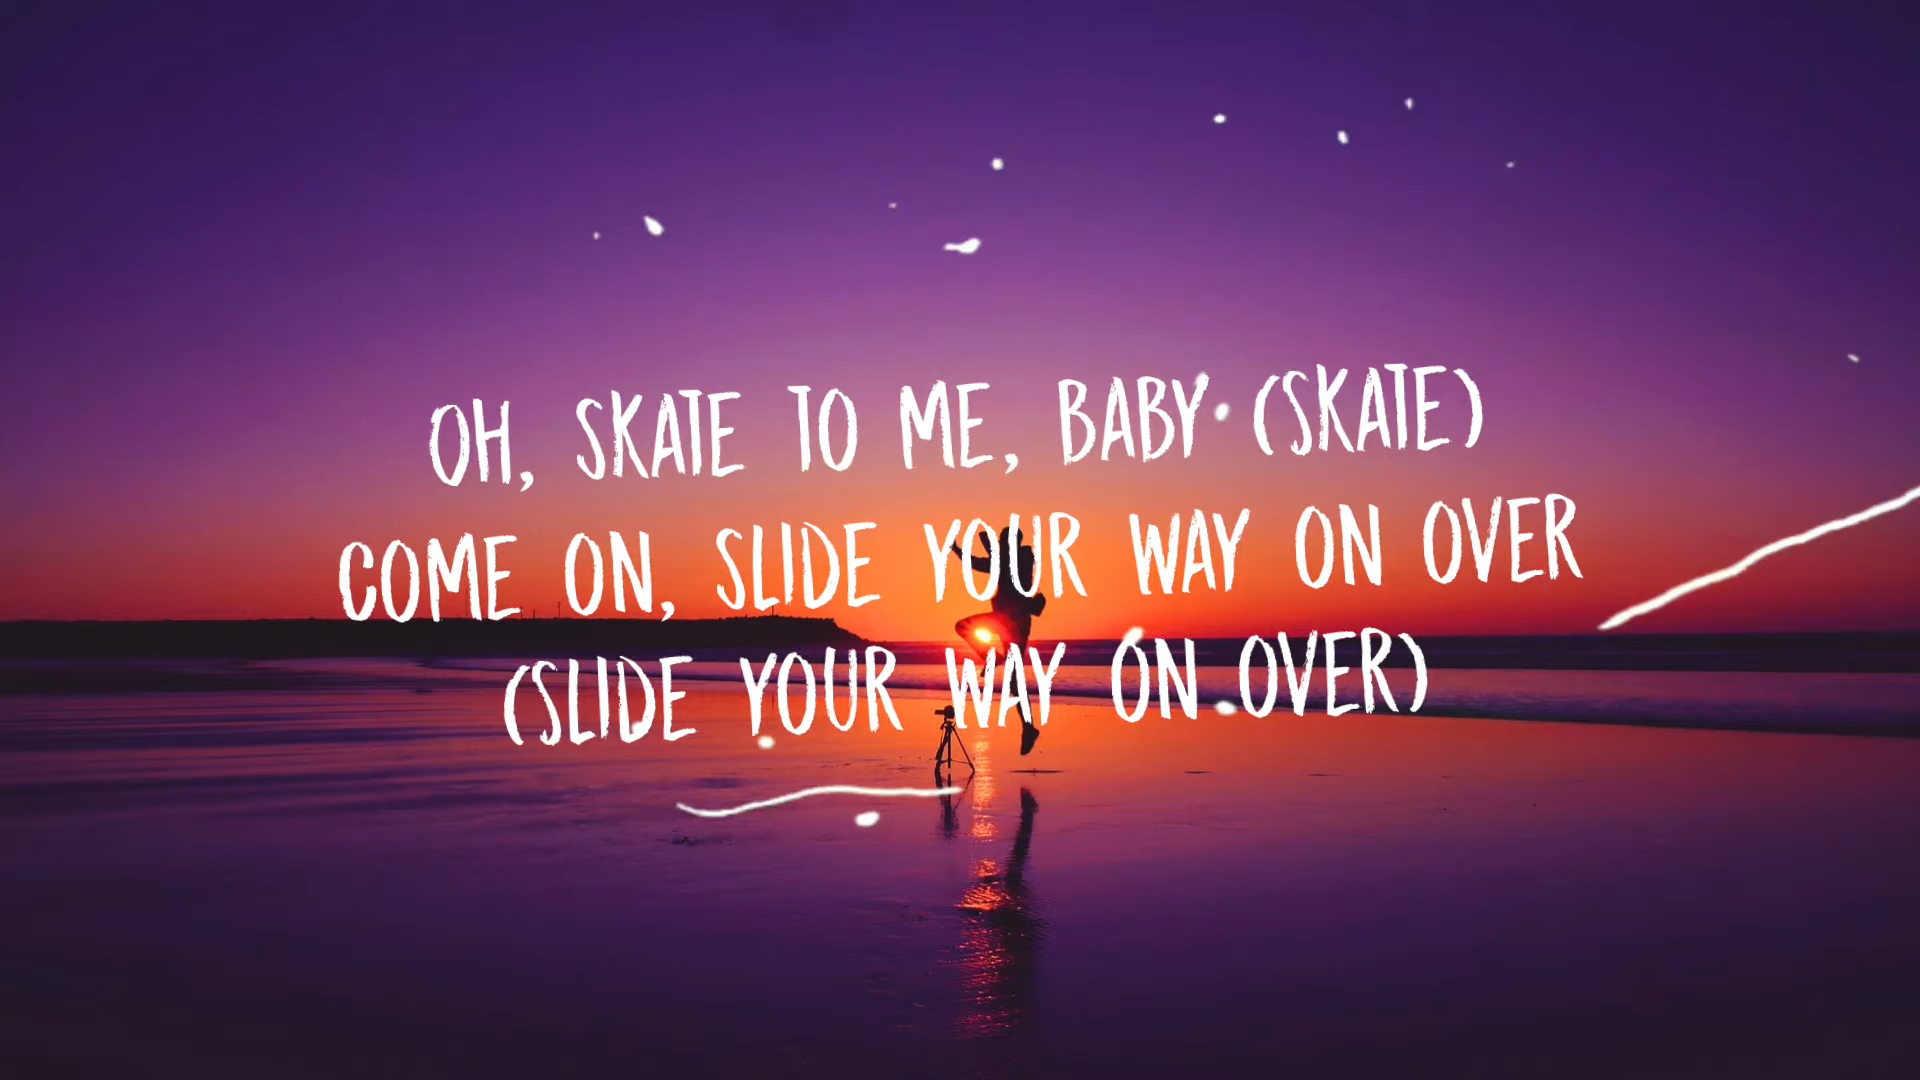 OH, SKATE TO ME, BABY (SKATE)
COME ON, SLIDE YOUR WAY ON OVER
(SLIDE YOUR WAY ON OVER)